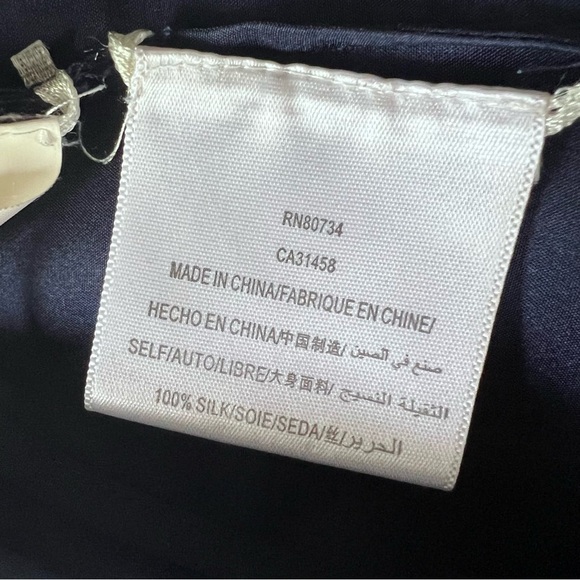 RN80734
CA31458
MADE IN CHINA/FABRIQUE EN CHINE/
HECHO EN CHINA/中国制造/ صنع في الصين
SELF/AUTO/LIBRE/大身面料/ الثقيلة النسيج/
100% SILK/SOIE/SEDA/丝/الحرير